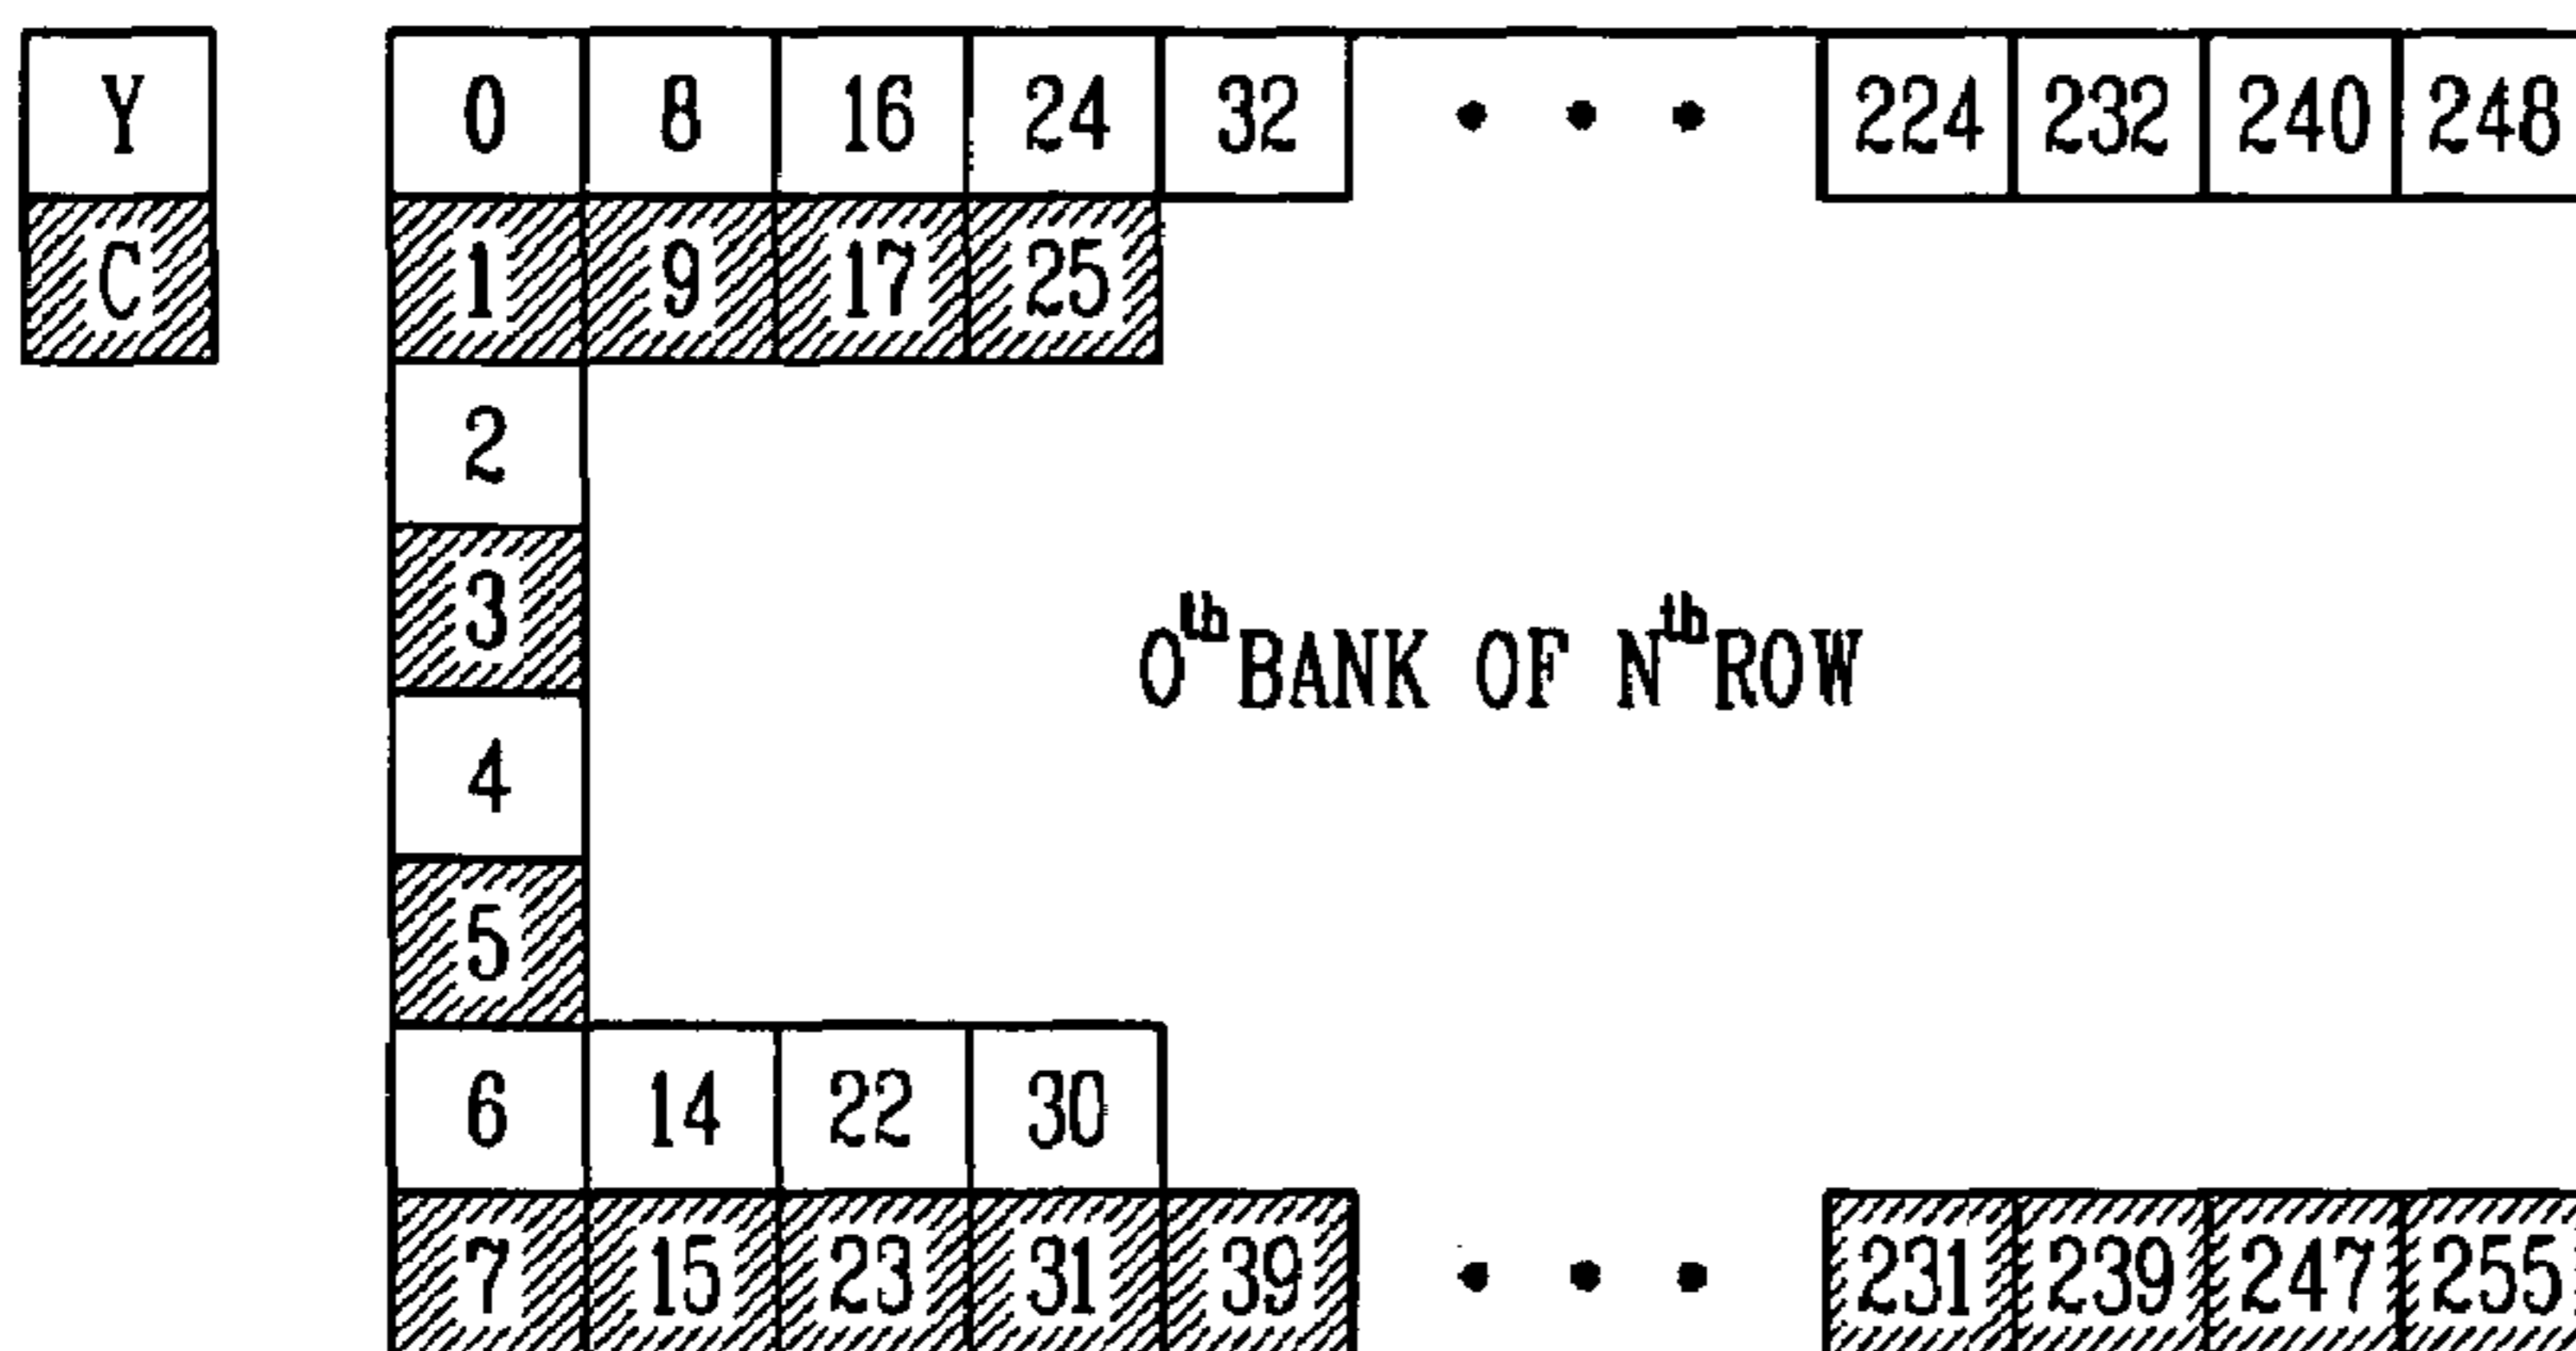 Y 0 8 16 24 32 • • • 224 232 240 248
C 1 9 17 25
2
3
0th BANK OF Nth ROW
4
5
6 14 22 30
7 15 23 31 39 • • • 231 239 247 255